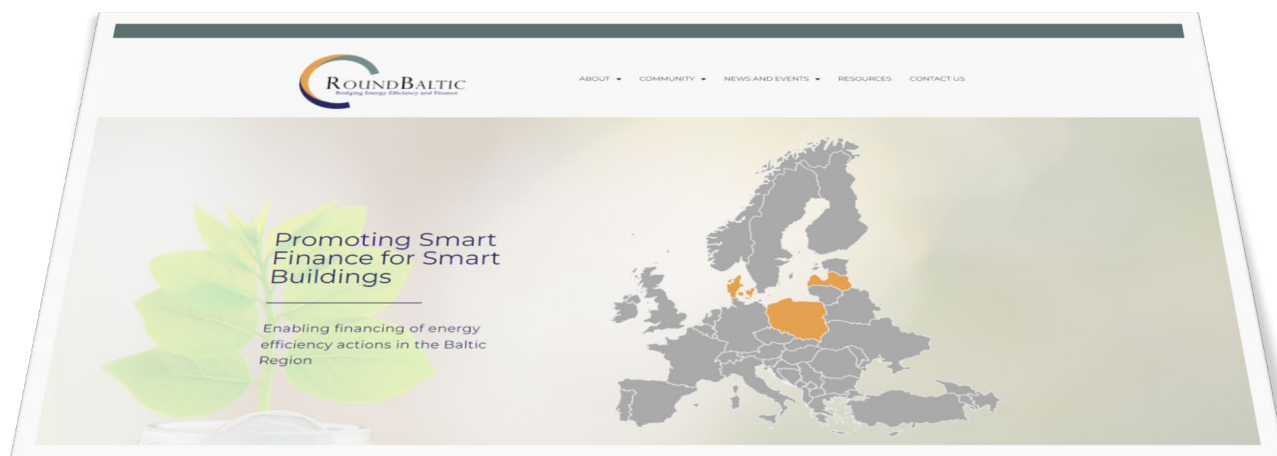 ROUNDBALTIC
Bridging Energy Efficiency and Finance
ABOUT COMMUNITY NEWS AND EVENTS RESOURCES CONTACT US
Promoting Smart
Finance for Smart
Buildings
Enabling financing of energy
efficiency actions in the Baltic
Region